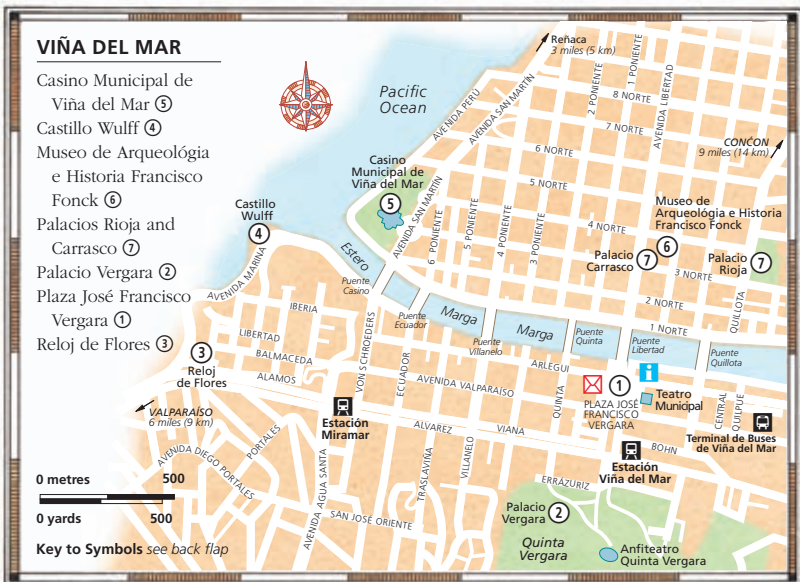 VIÑA DEL MAR
Casino Municipal de
Viña del Mar ⑤
Castillo Wulff ④
Museo de Arqueológia
e Historia Francisco
Fonck ⑥
Palacios Rioja and
Carrasco ⑦
Palacio Vergara ②
Plaza José Francisco
Vergara ①
Reloj de Flores ③
0 metres 500
0 yards 500
Key to Symbols see back flap
Pacific
Ocean
Reñaca
3 miles (5 km)
CONCÓN
9 miles (14 km)
VALPARAÍSO
6 miles (9 km)
AVENIDA PERÚ
AVENIDA SAN MARTÍN
2 PONIENTE
1 PONIENTE
AVENIDA LIBERTAD
8 NORTE
7 NORTE
6 NORTE
5 NORTE
4 NORTE
3 NORTE
2 NORTE
1 NORTE
AVENIDA SAN MARTÍN
6 PONIENTE
5 PONIENTE
4 PONIENTE
3 PONIENTE
QUILLOTA
Casino
Municipal de
Viña del Mar
⑤
Castillo
Wulff
④
Museo de
Arqueológia e Historia
Francisco Fonck
⑥
Palacio
Carrasco ⑦
Palacio
Rioja ⑦
Estero
Marga
Marga
Puente
Casino
Puente
Ecuador
Puente
Villanelo
Puente
Quinta
Puente
Libertad
Puente
Quillota
AVENIDA MARINA
IBERIA
LIBERTAD
BALMACEDA
ALAMOS
③
Reloj
de Flores
VON SCHROEDERS
ECUADOR
AVENIDA VALPARAÍSO
ARLEGUI
QUINTA
①
PLAZA JOSÉ
FRANCISCO
VERGARA
i
Teatro
Municipal
CENTRAL
QUILPUE
Terminal de Buses
de Viña del Mar
Estación
Miramar
ALVAREZ
VIANA
BOHN
Estación
Viña del Mar
PORTALES
AVENIDA DIEGO PORTALES
AVENIDA AGUA SANTA
TRASLAVIÑA
VILLANELO
SAN JOSÉ ORIENTE
ERRÁZURIZ
Palacio
Vergara ②
Quinta
Vergara
Anfiteatro
Quinta Vergara